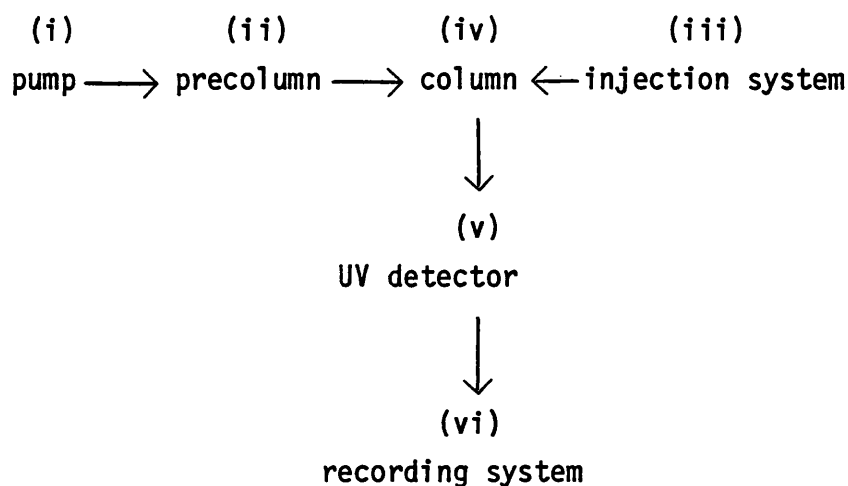 (i) (ii) (iv) (iii)
pump precolumn column injection system
(v)
UV detector
(vi)
recording system